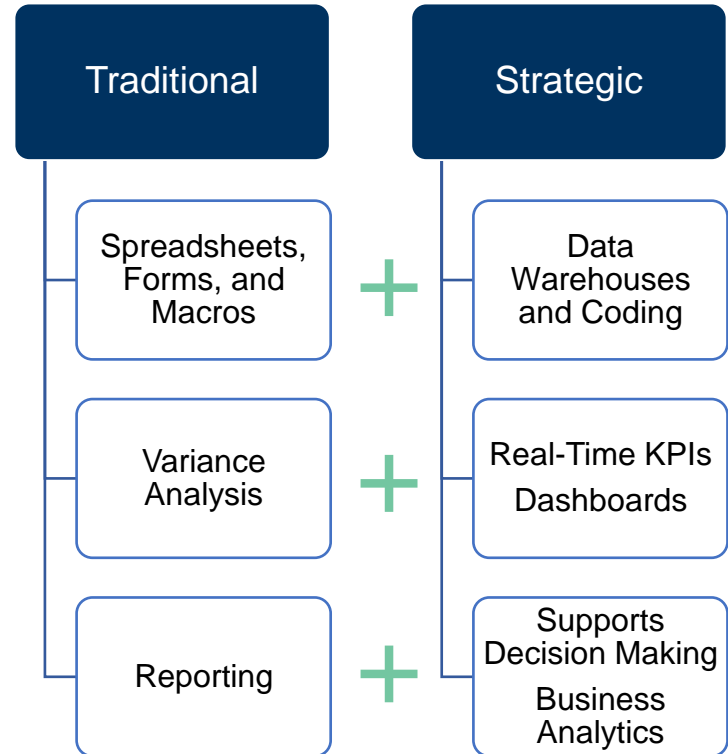 Traditional
Strategic
Spreadsheets,
Forms, and
Macros
+
Data
Warehouses
and Coding
Variance
Analysis
+
Real-Time KPIs
Dashboards
Reporting
+
Supports
Decision Making
Business
Analytics